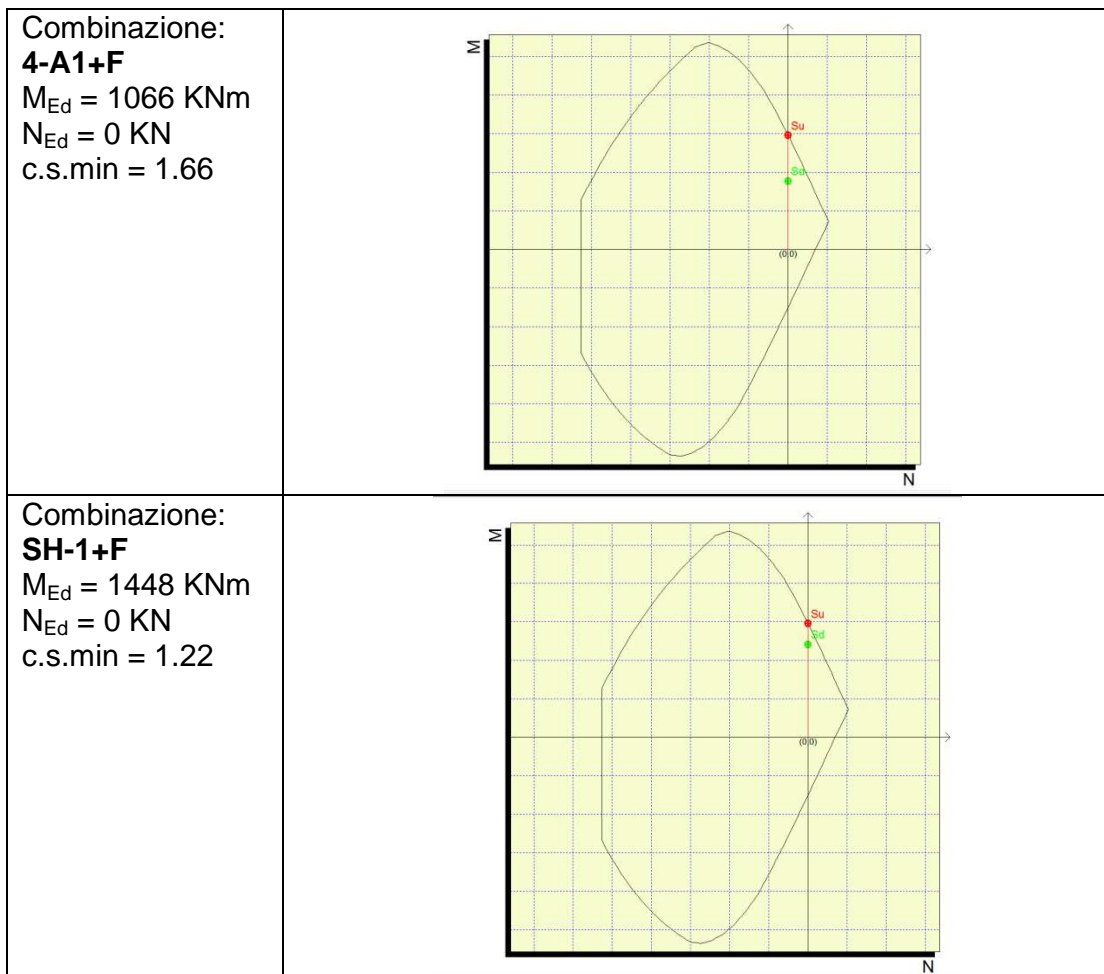 Combinazione:
4-A1+F
MEd = 1066 KNm
NEd = 0 KN
c.s.min = 1.66
M
Su
Sd
(0,0)
N
Combinazione:
SH-1+F
MEd = 1448 KNm
NEd = 0 KN
c.s.min = 1.22
M
Su
Sd
(0,0)
N